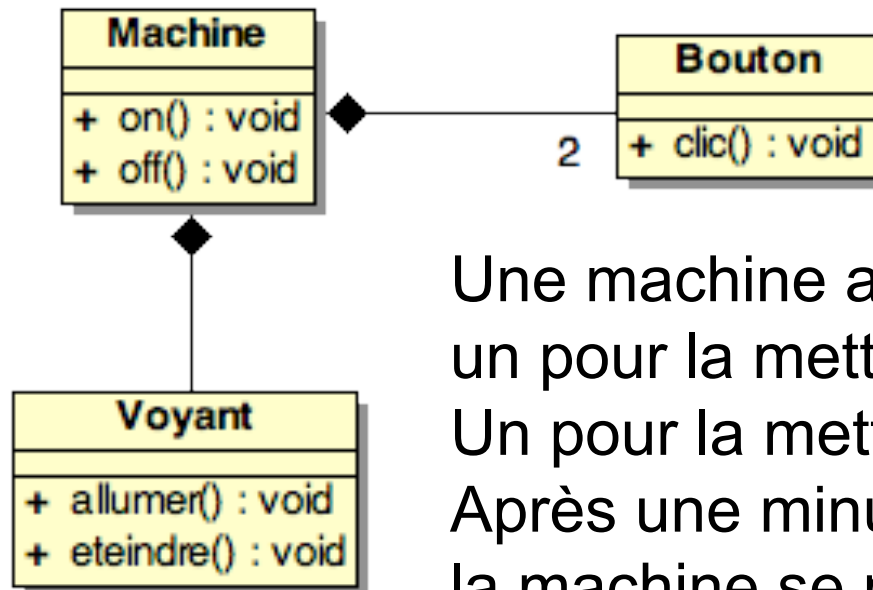 Machine
+ on() : void
+ off() : void
Bouton
2
+ clic() : void
Une machine a
un pour la mett
Un pour la mett
Après une minu
la machine se
Voyant
+ allumer() : void
+ eteindre() : void